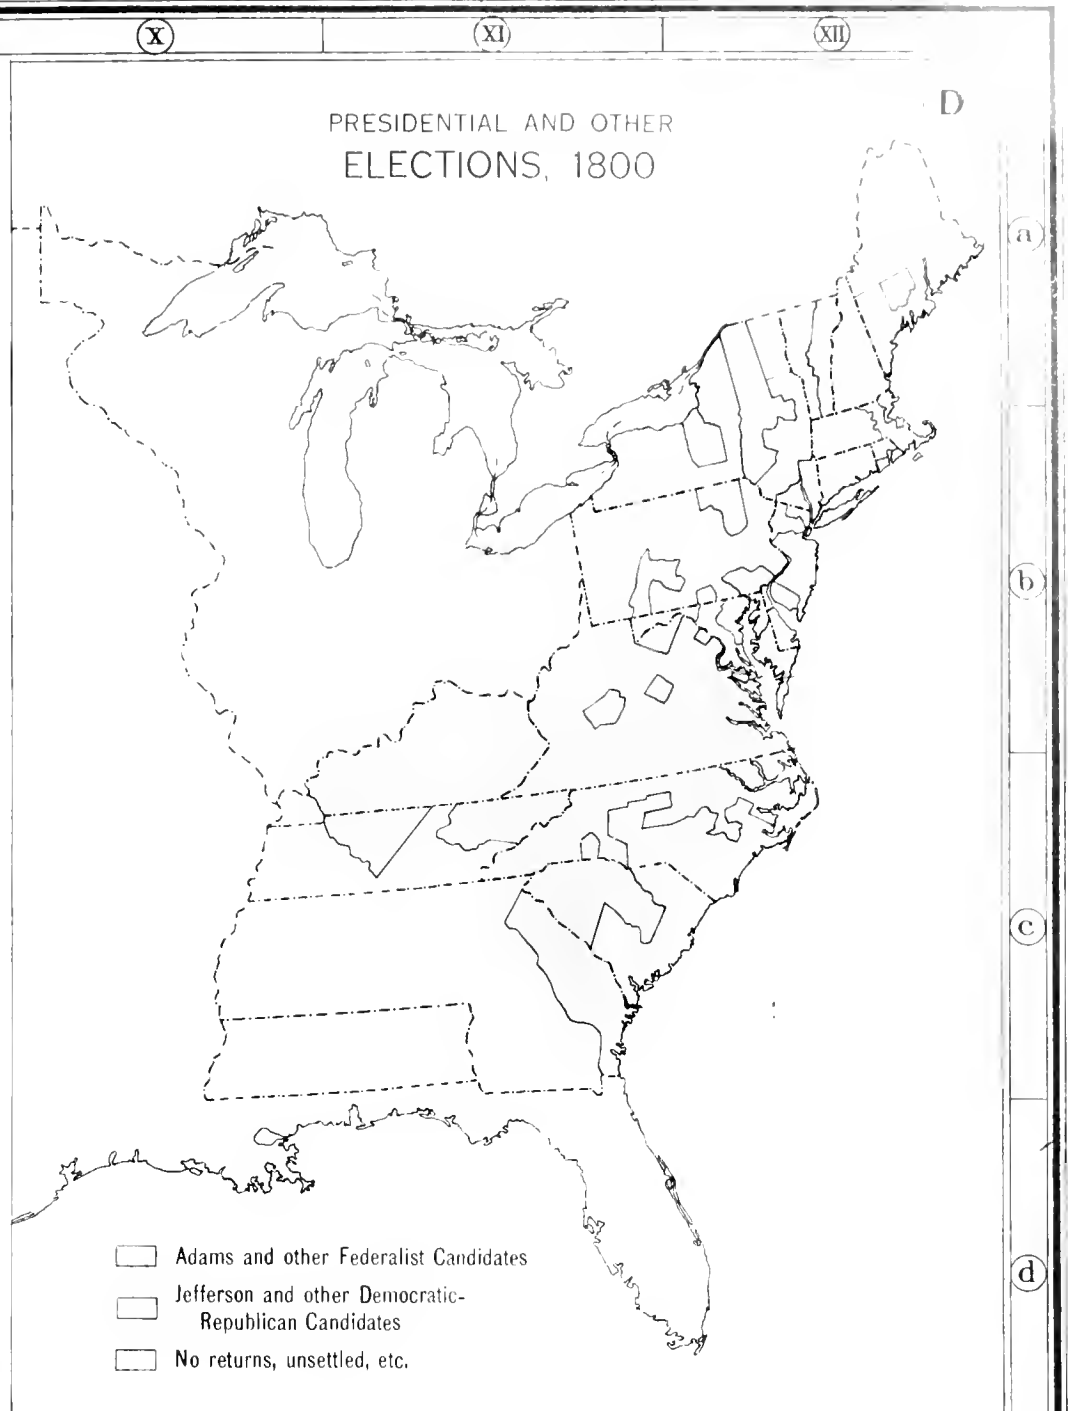 X XI XII
D
PRESIDENTIAL AND OTHER
ELECTIONS, 1800
a
b
c
d
Adams and other Federalist Candidates
Jefferson and other Democratic-
Republican Candidates
No returns, unsettled, etc.